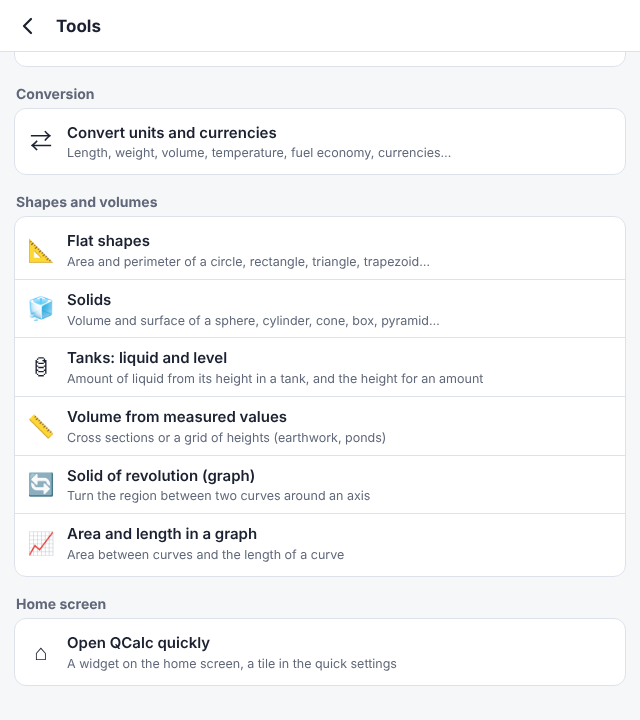 Tools
Conversion
Convert units and currencies
Length, weight, volume, temperature, fuel economy, currencies...
Shapes and volumes
Flat shapes
Area and perimeter of a circle, rectangle, triangle, trapezoid...
Solids
Volume and surface of a sphere, cylinder, cone, box, pyramid...
Tanks: liquid and level
Amount of liquid from its height in a tank, and the height for an amount
Volume from measured values
Cross sections or a grid of heights (earthwork, ponds)
Solid of revolution (graph)
Turn the region between two curves around an axis
Area and length in a graph
Area between curves and the length of a curve
Home screen
Open QCalc quickly
A widget on the home screen, a tile in the quick settings